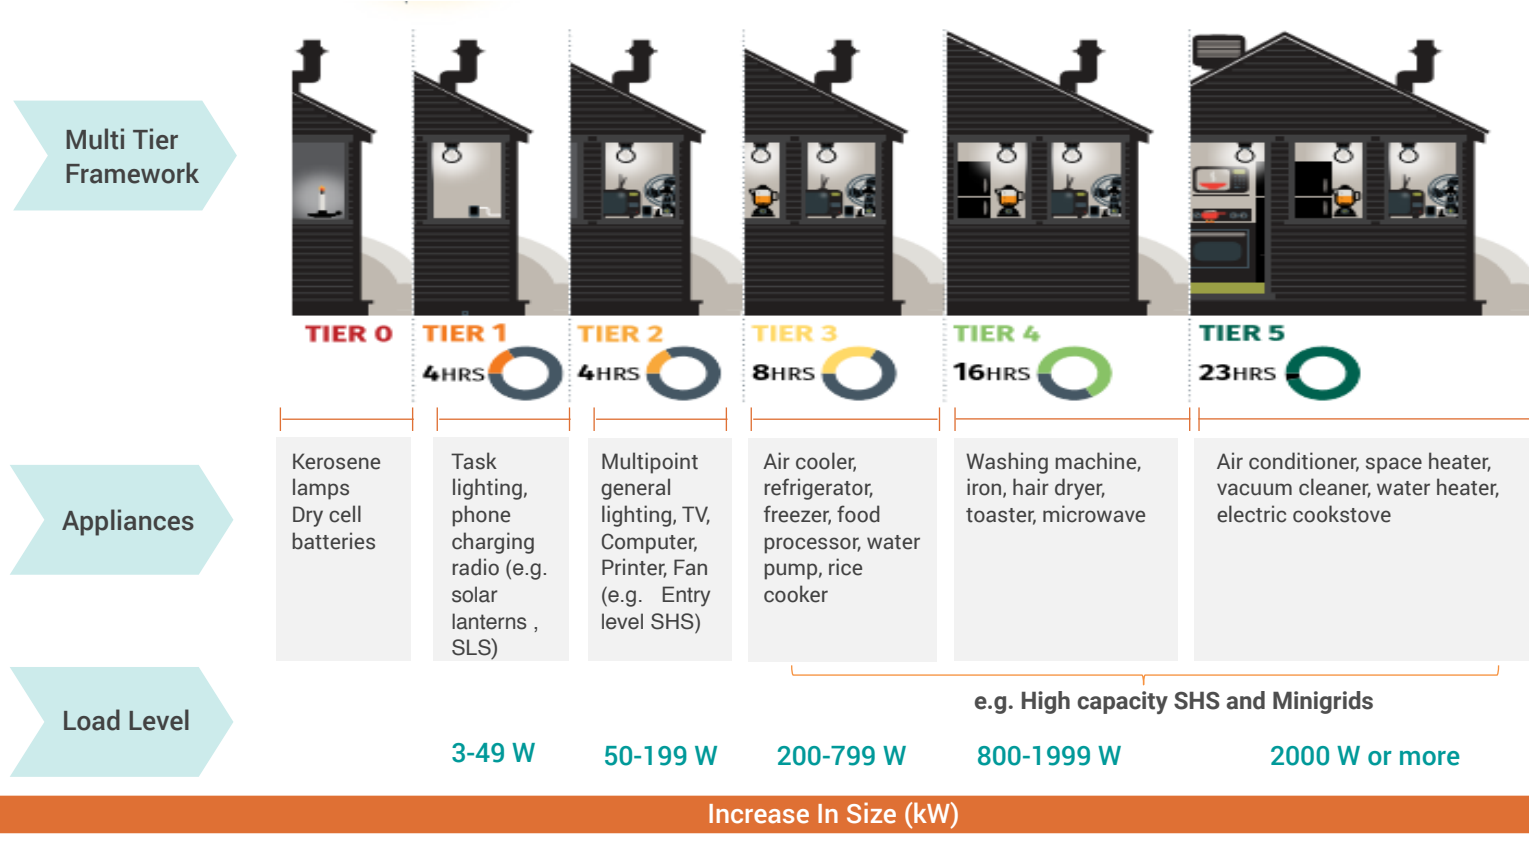 Multi Tier
Framework
TIER 0
TIER 1
4HRS
TIER 2
4HRS
TIER 3
8HRS
TIER 4
16HRS
TIER 5
23HRS
Appliances
Kerosene
lamps
Dry cell
batteries
Task
lighting,
phone
charging
radio (e.g.
solar
lanterns ,
SLS)
Multipoint
general
lighting, TV,
Computer,
Printer, Fan
(e.g. Entry
level SHS)
Air cooler,
refrigerator,
freezer, food
processor, water
pump, rice
cooker
Washing machine,
iron, hair dryer,
toaster, microwave
Air conditioner, space heater,
vacuum cleaner, water heater,
electric cookstove
e.g. High capacity SHS and Minigrids
Load Level
3-49 W
50-199 W
200-799 W
800-1999 W
2000 W or more
Increase In Size (kW)